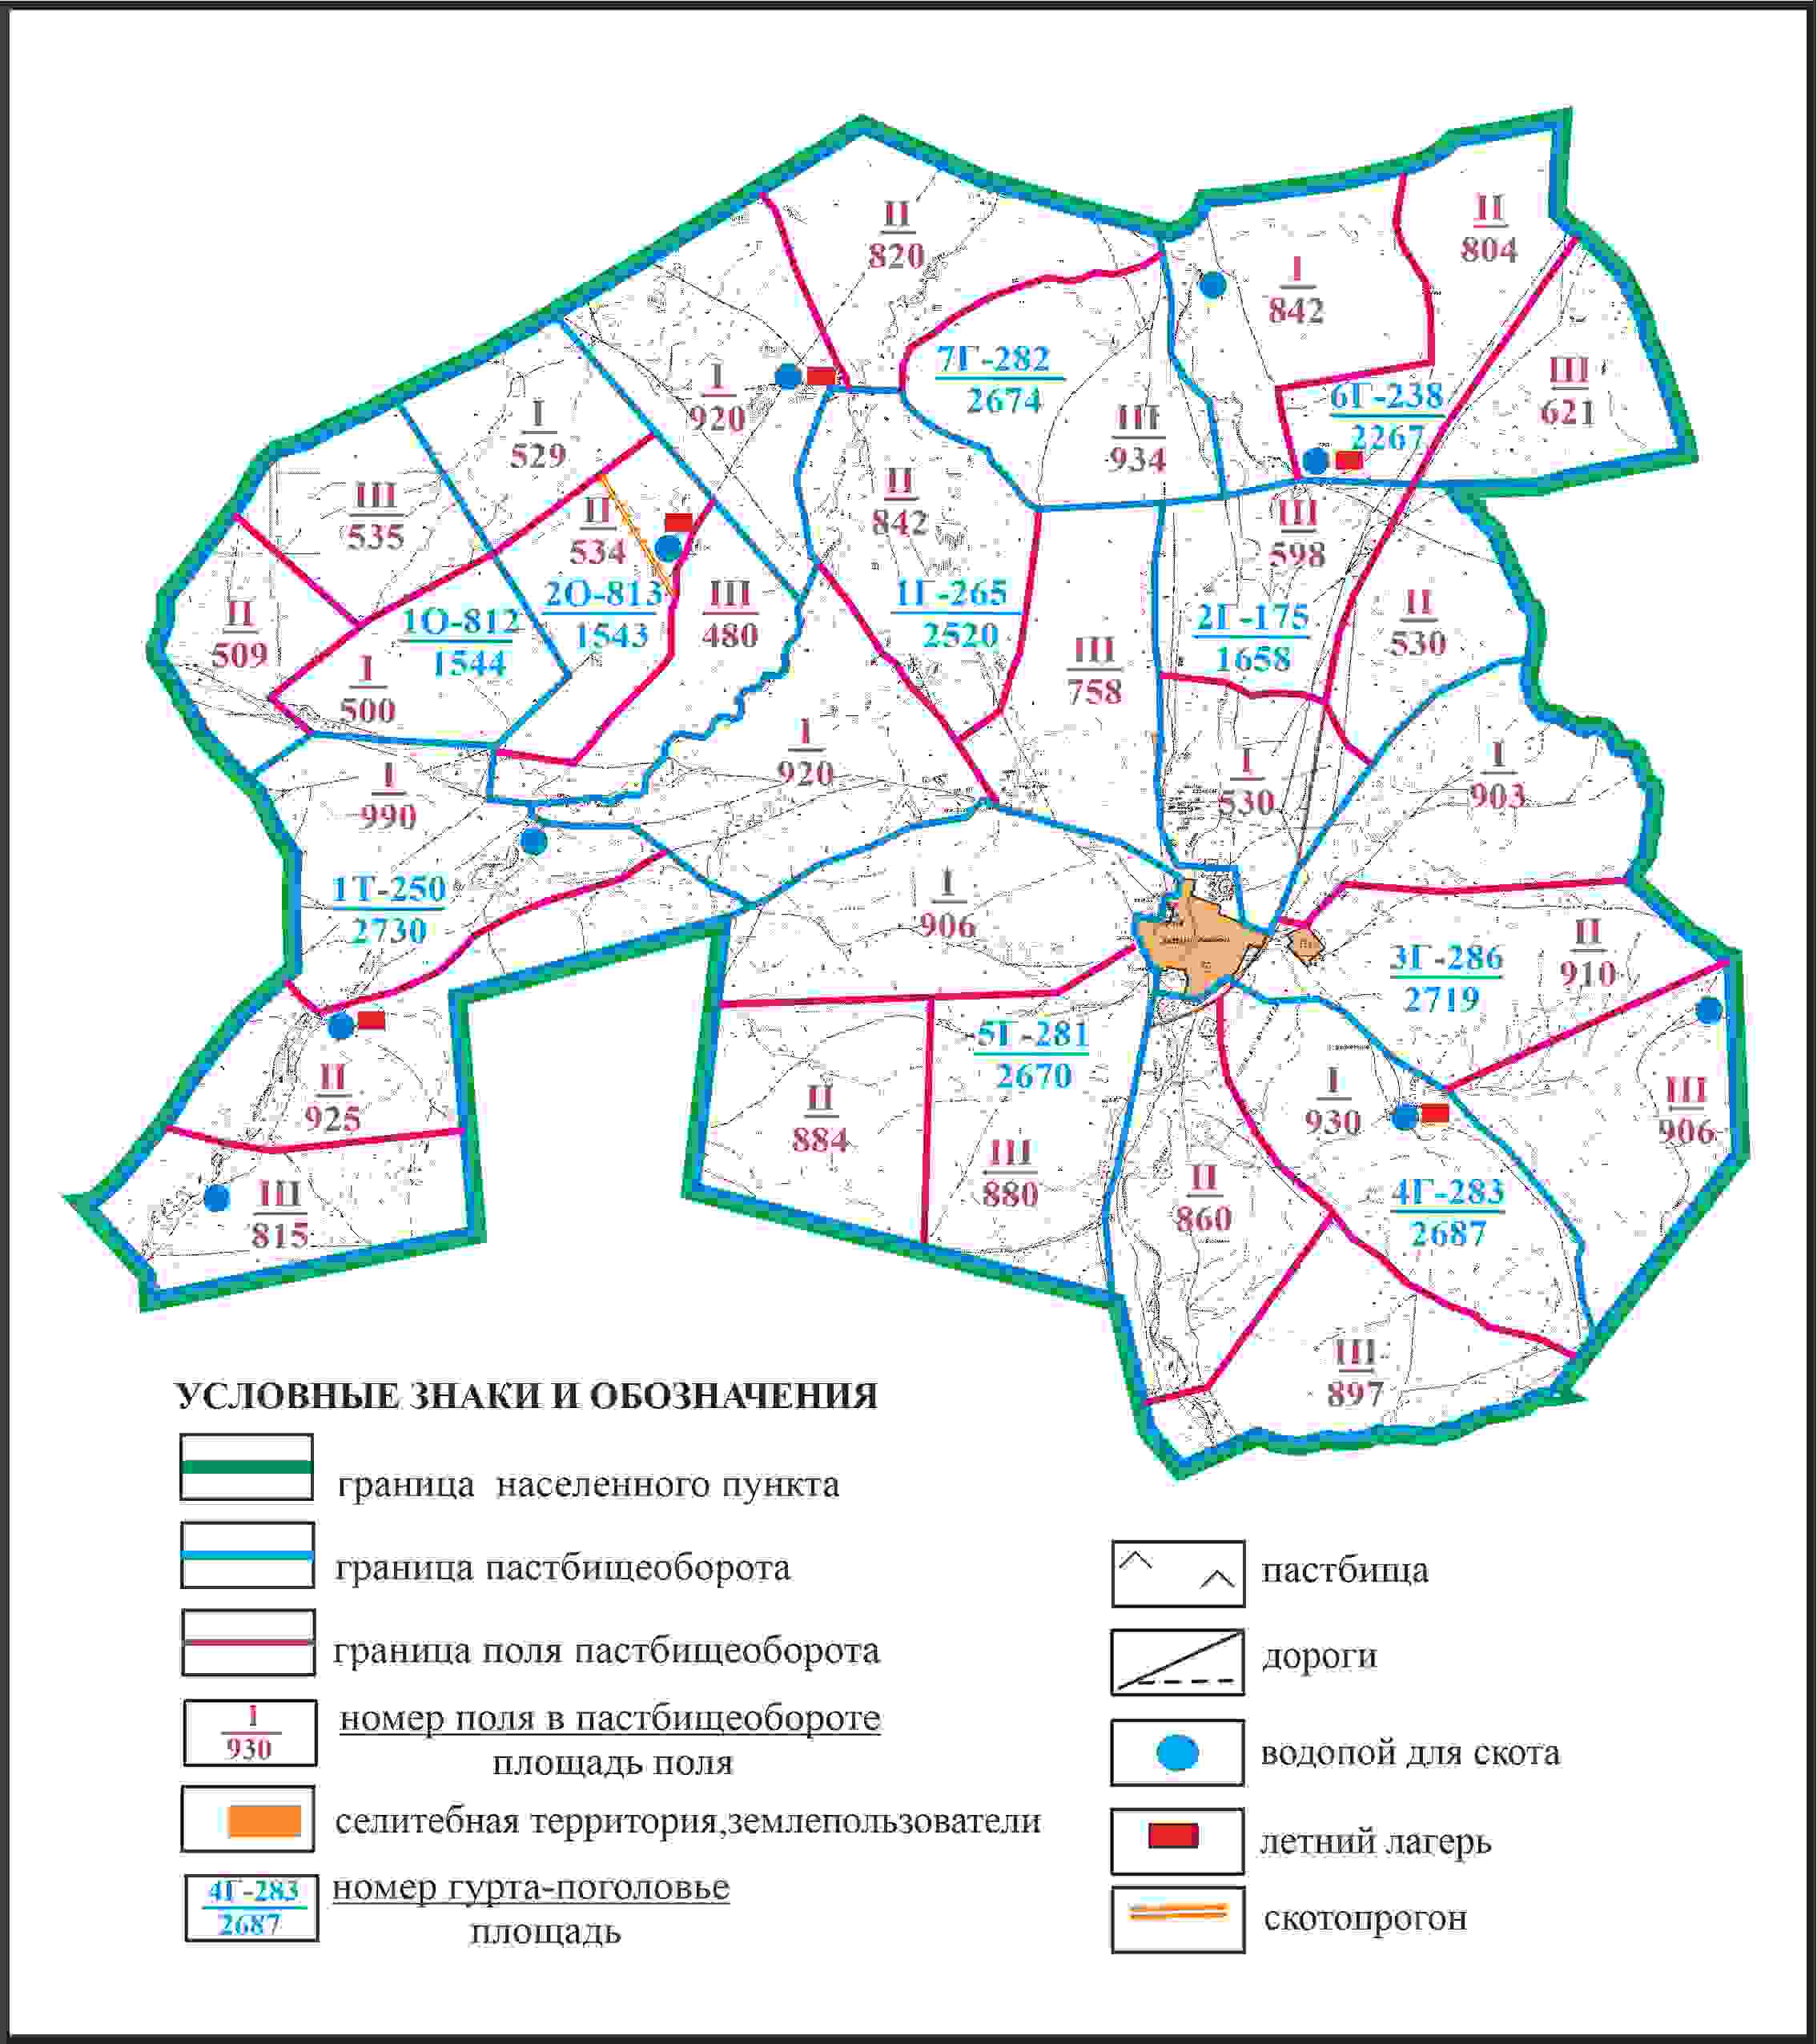 II
820
II
804
I
842
7Г-282
2674
I
920
III
621
6Г-238
2267
III
934
I
529
II
842
III
535
II
534
III
598
2О-813
1543
III
480
1Г-265
2520
II
530
II
509
1О-812
1544
2Г-175
1658
III
758
I
500
I
920
I
990
I
530
I
903
1Т-250
2730
I
906
II
910
3Г-286
2719
5Г-281
2670
II
925
II
884
I
930
III
906
III
880
II
860
4Г-283
2687
III
815
III
897
УСЛОВНЫЕ ЗНАКИ И ОБОЗНАЧЕНИЯ
граница населенного пункта
граница пастбищеоборота
граница поля пастбищеоборота
I
930
номер поля в пастбищеобороте
площадь поля
селитебная территория,землепользователи
4Г-283
2687
номер гурта-поголовье
площадь
пастбища
дороги
водопой для скота
летний лагерь
скотопрогон